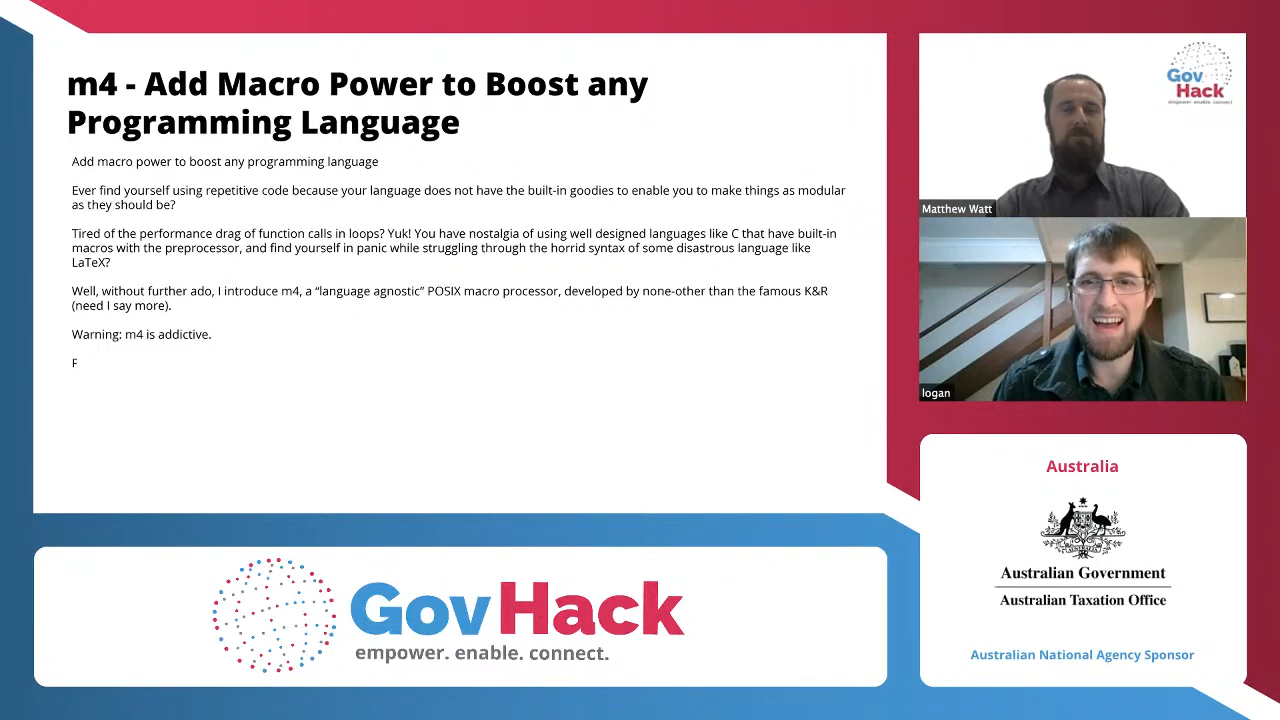 m4 - Add Macro Power to Boost any
Programming Language
Add macro power to boost any programming language
Ever find yourself using repetitive code because your language does not have the built-in goodies to enable you to make things as modular
as they should be?
Tired of the performance drag of function calls in loops? Yuk! You have nostalgia of using well designed languages like C that have built-in
macros with the preprocessor, and find yourself in panic while struggling through the horrid syntax of some disastrous language like
LaTeX?
Well, without further ado, I introduce m4, a “language agnostic” POSIX macro processor, developed by none-other than the famous K&R
(need I say more).
Warning: m4 is addictive.
F
Gov
Hack
empower. enable. connect
Matthew Watt
logan
Australia
Australian Government
Australian Taxation Office
Australian National Agency Sponsor
GovHack
empower. enable. connect.